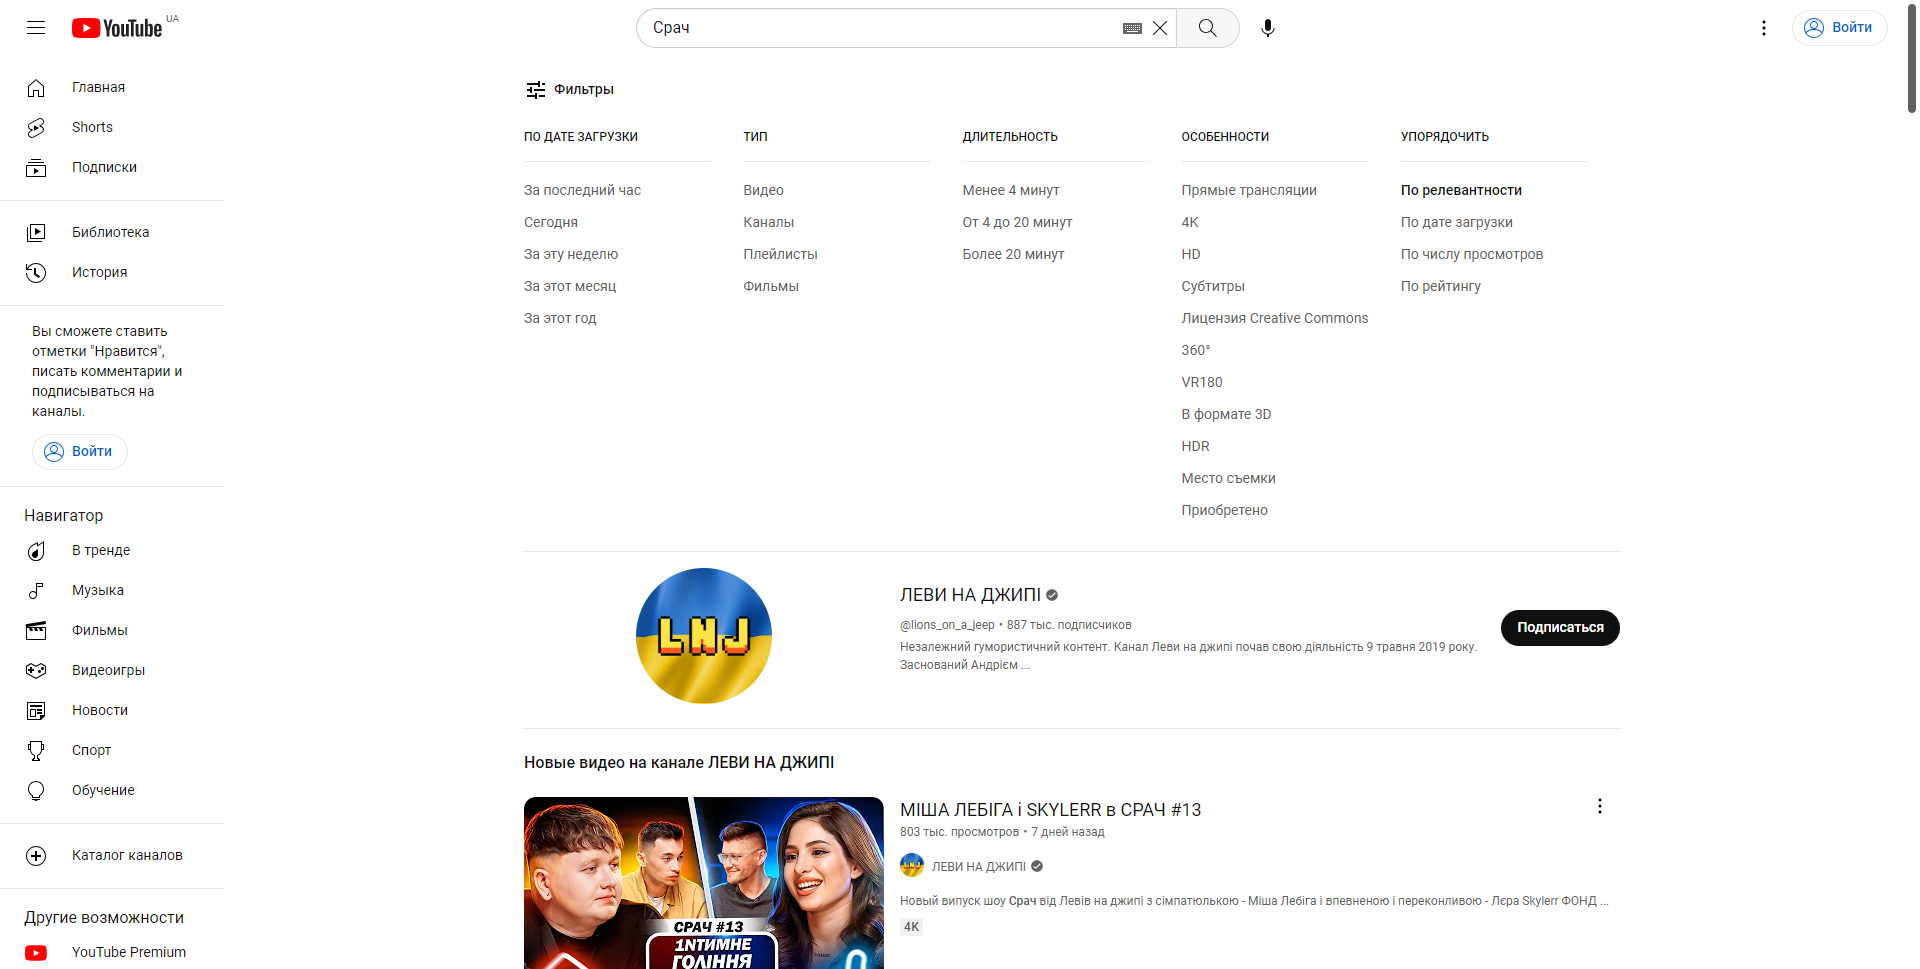 YouTube UA
Срач
Войти
Главная
Shorts
Подписки
Библиотека
История
Вы сможете ставить
отметки "Нравится",
писать комментарии и
подписываться на
каналы.
Войти
Навигатор
В тренде
Музыка
Фильмы
Видеоигры
Новости
Спорт
Обучение
Каталог каналов
Другие возможности
YouTube Premium
Фильтры
ПО ДАТЕ ЗАГРУЗКИ
За последний час
Сегодня
За эту неделю
За этот месяц
За этот год
ТИП
Видео
Каналы
Плейлисты
Фильмы
ДЛИТЕЛЬНОСТЬ
Менее 4 минут
От 4 до 20 минут
Более 20 минут
ОСОБЕННОСТИ
Прямые трансляции
4K
HD
Субтитры
Лицензия Creative Commons
360°
VR180
В формате 3D
HDR
Место съемки
Приобретено
УПОРЯДОЧИТЬ
По релевантности
По дате загрузки
По числу просмотров
По рейтингу
LNJ
ЛЕВИ НА ДЖИПІ
@lions_on_a_jeep • 887 тыс. подписчиков
Незалежний гумористичний контент. Канал Леви на джипі почав свою діяльність 9 травня 2019 року.
Заснований Андрієм ...
Подписаться
Новые видео на канале ЛЕВИ НА ДЖИПІ
СРАЧ #13
1NТИМНЕ
ГОЛІННЯ
МІША ЛЕБІГА і SKYLERR в СРАЧ #13
803 тыс. просмотров • 7 дней назад
LNJ
ЛЕВИ НА ДЖИПІ
Новый випуск шоу Срач від Левів на джипі з сімпатюлькою - Міша Лебіга і впевненою і переконливою - Лєра Skylerr ФОНД ...
4K